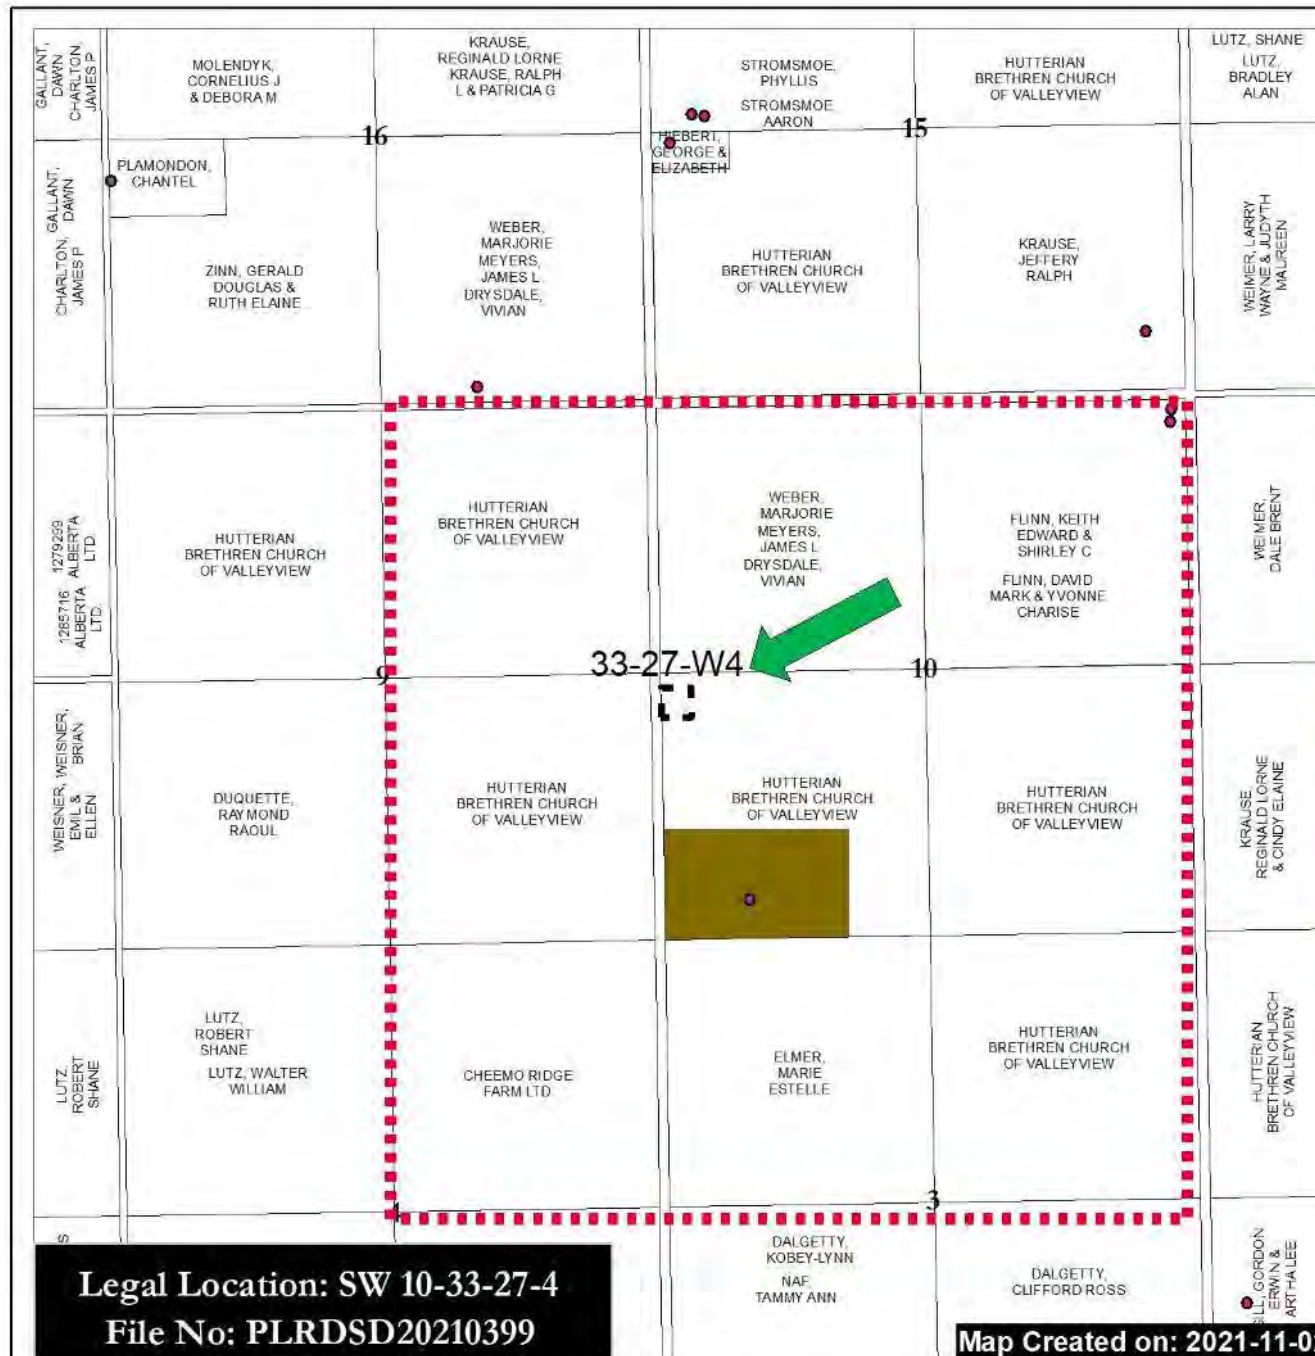 GALLANT,
DAWN
CHARLTON,
JAMES P
MOLENDYK,
CORNELIUS J
& DEBORA M
KRAUSE,
REGINALD LORNE
KRAUSE, RALPH
L & PATRICIA G
STROMSMOE,
PHYLLIS
STROMSMOE
AARON
HUTTERIAN
BRETHREN CHURCH
OF VALLEYVIEW
LUTZ, SHANE
LUTZ,
BRADLEY
ALAN
16
15
HIEBERT,
GEORGE &
ELIZABETH
PLAMONDON,
CHANTEL
GALLANT,
DAWN
CHARLTON,
JAMES P
ZINN, GERALD
DOUGLAS &
RUTH ELAINE
WEBER,
MARJORIE
MEYERS,
JAMES L
DRYSDALE,
VIVIAN
HUTTERIAN
BRETHREN CHURCH
OF VALLEYVIEW
KRAUSE,
JEFFERY
RALPH
WEIMER, LARRY
WAYNE & JUDYTH
MAUREEN
1279299
ALBERTA
LTD.
1285716
ALBERTA
LTD.
HUTTERIAN
BRETHREN CHURCH
OF VALLEYVIEW
HUTTERIAN
BRETHREN CHURCH
OF VALLEYVIEW
WEBER,
MARJORIE
MEYERS,
JAMES L
DRYSDALE,
VIVIAN
FLINN, KEITH
EDWARD &
SHIRLEY C
FLINN, DAVID
MARK & YVONNE
CHARISE
WEIMER,
DALE BRENT
33-27-W4
9
10
WEISNER,
BRIAN
WEISNER,
EMIL &
ELLEN
DUQUETTE,
RAYMOND
RAOUL
HUTTERIAN
BRETHREN CHURCH
OF VALLEYVIEW
HUTTERIAN
BRETHREN CHURCH
OF VALLEYVIEW
HUTTERIAN
BRETHREN CHURCH
OF VALLEYVIEW
KRAUSE,
REGINALD LORNE
& CINDY ELAINE
LUTZ,
ROBERT
SHANE
LUTZ,
ROBERT
SHANE
LUTZ, WALTER
WILLIAM
CHEEMO RIDGE
FARM LTD
ELMER,
MARIE
ESTELLE
HUTTERIAN
BRETHREN CHURCH
OF VALLEYVIEW
HUTTERIAN
BRETHREN CHURCH
OF VALLEYVIEW
4
3
S
DALGETTY,
KOBEY-LYNN
NAF,
TAMMY ANN
DALGETTY,
CLIFFORD ROSS
GORDON
ERWIN &
LEE
Legal Location: SW 10-33-27-4
File No: PLRDSD20210399
Map Created on: 2021-11-0